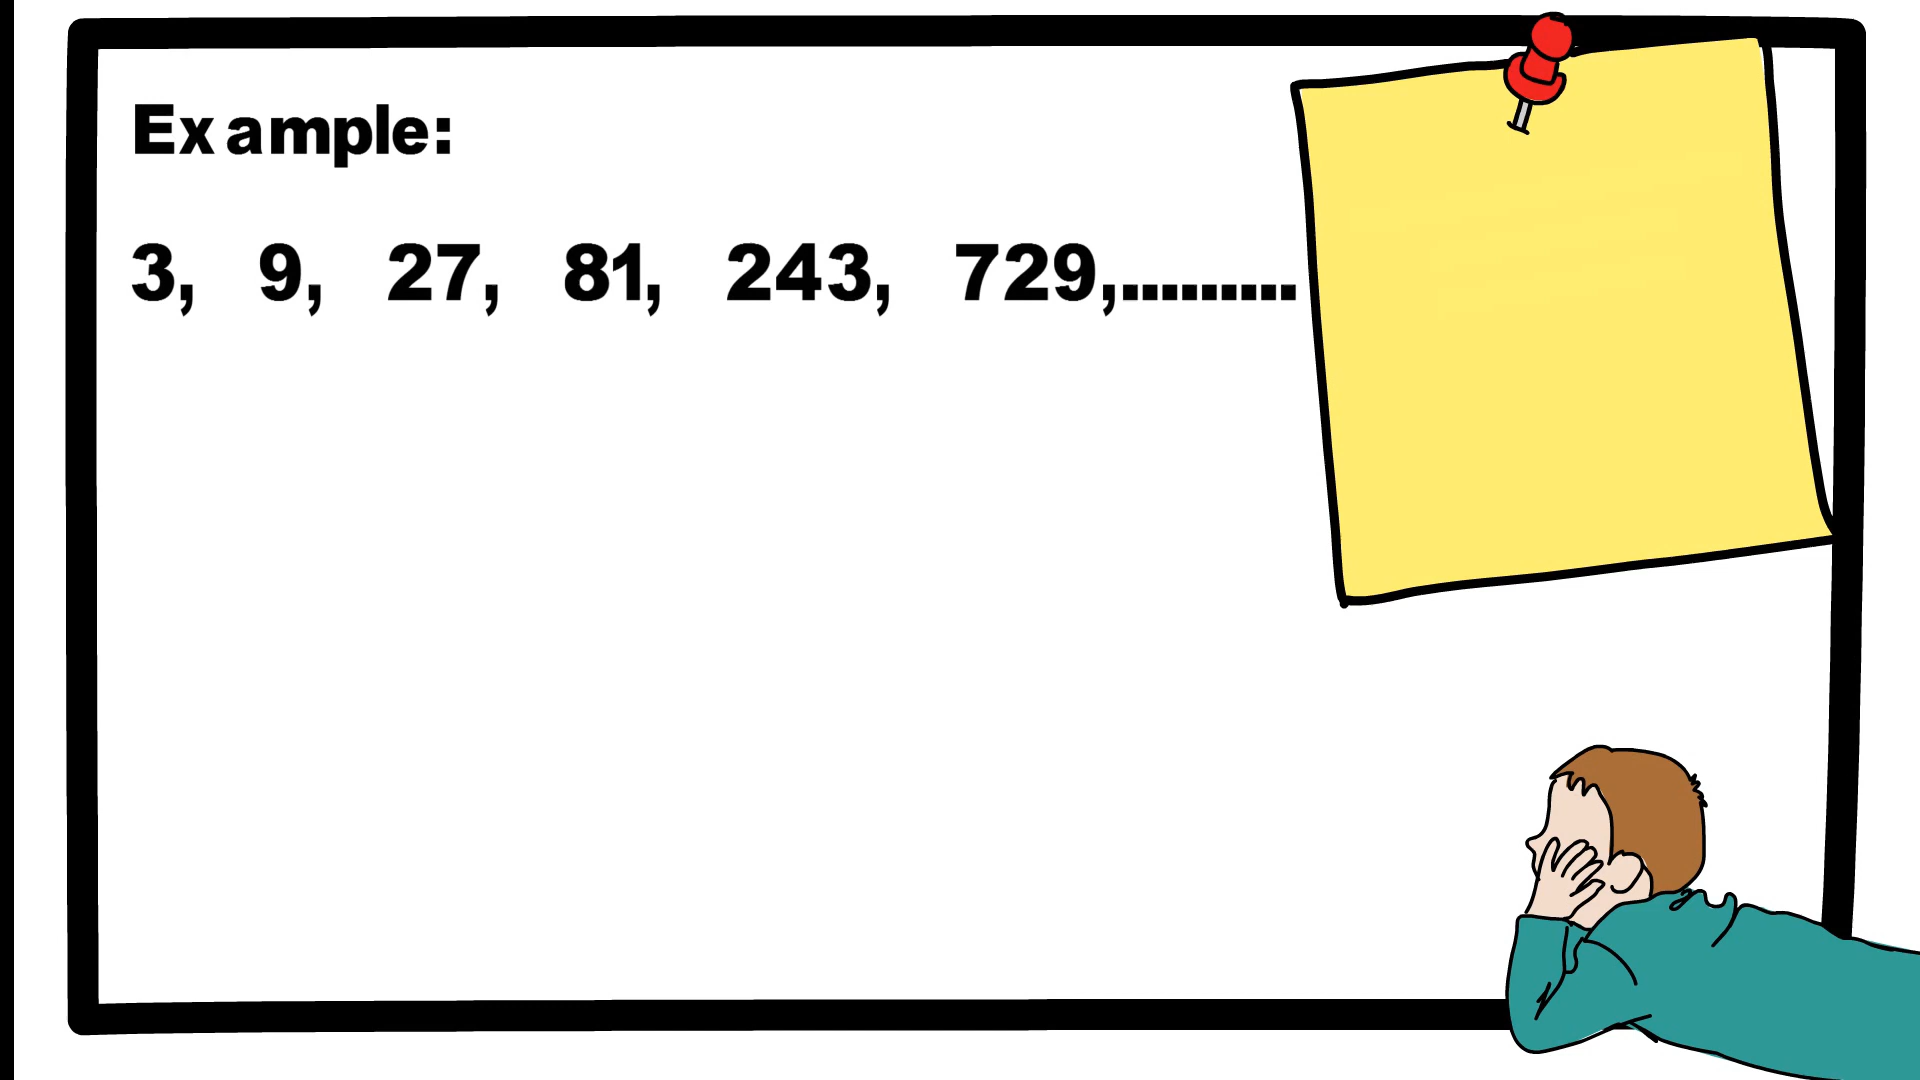 Example:
3, 9, 27, 81, 243, 729,.........